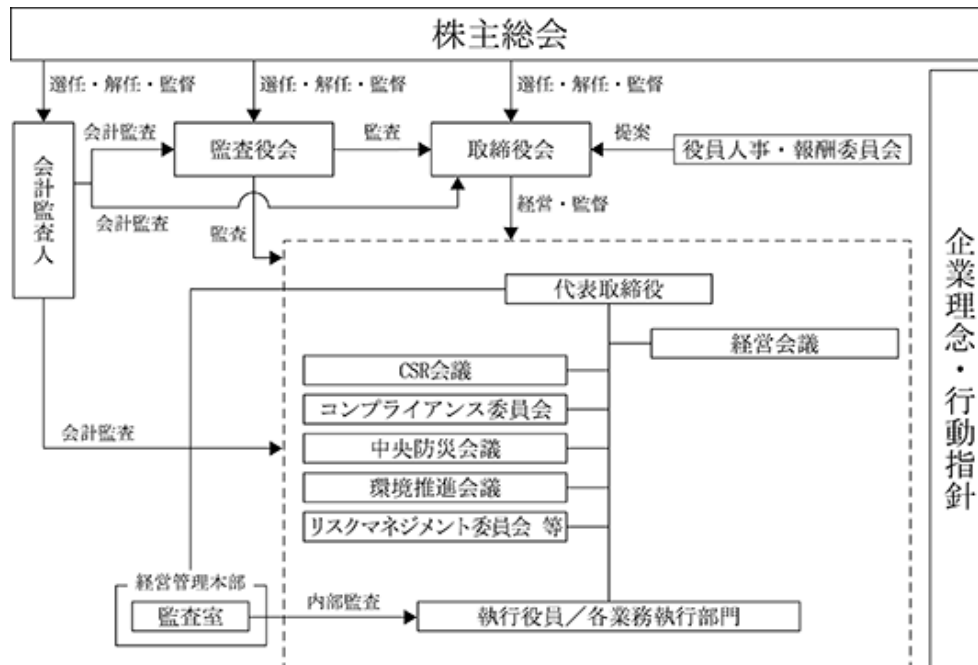 株主総会
選任・解任・監督
選任・解任・監督
選任・解任・監督
会計監査人
会計監査
監査役会
監査
取締役会
提案
役員人事・報酬委員会
会計監査
監査
経営・監督
企業理念・行動指針
代表取締役
経営会議
CSR会議
コンプライアンス委員会
会計監査
中央防災会議
環境推進会議
リスクマネジメント委員会 等
経営管理本部
監査室
内部監査
執行役員／各業務執行部門